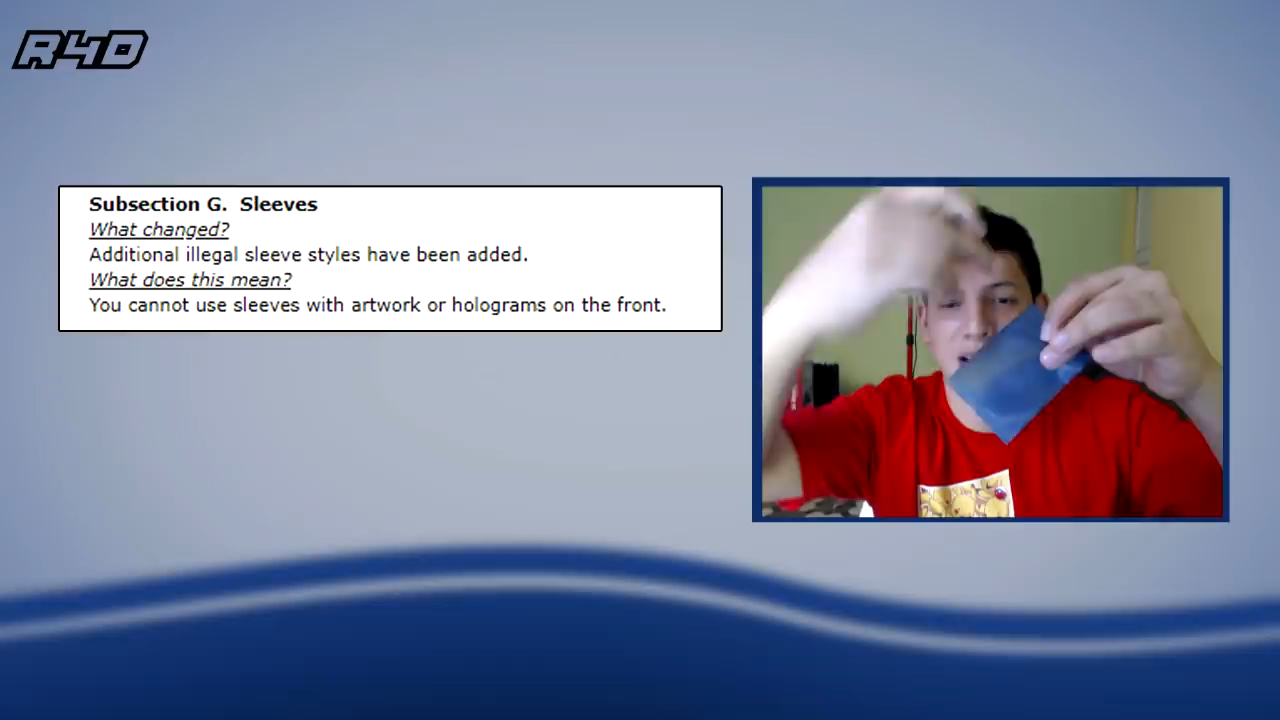 R4D
Subsection G.  Sleeves
What changed?
Additional illegal sleeve styles have been added.
What does this mean?
You cannot use sleeves with artwork or holograms on the front.